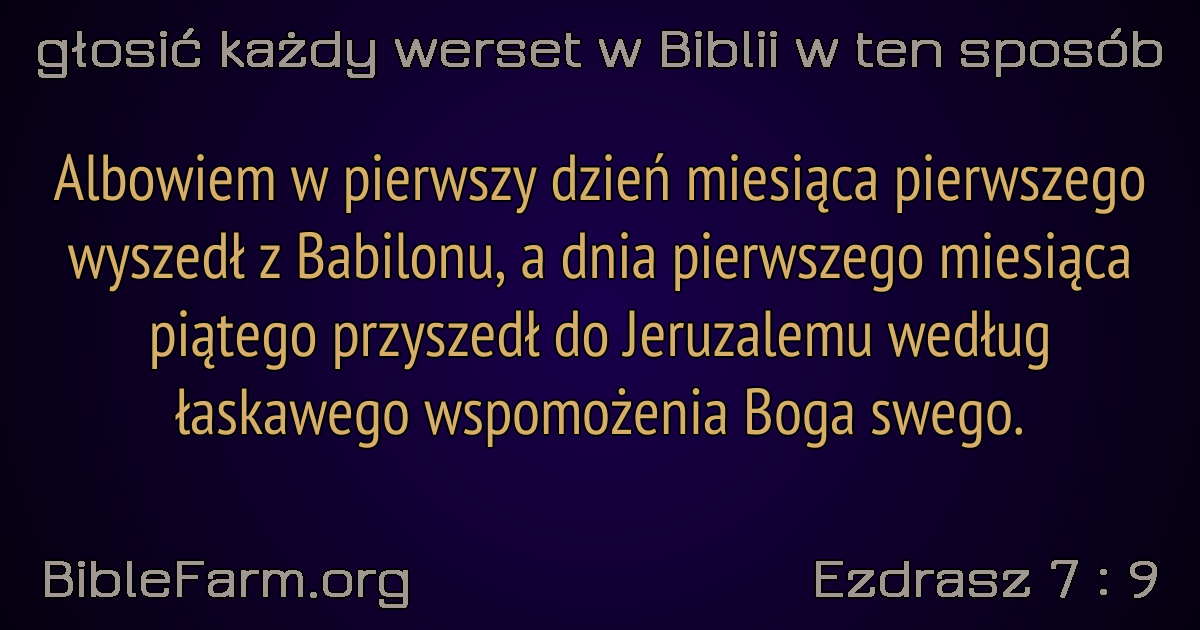 głosić każdy werset w Biblii w ten sposób
Albowiem w pierwszy dzień miesiąca pierwszego
wyszedł z Babilonu, a dnia pierwszego miesiąca
piątego przyszedł do Jeruzalemu według
łaskawego wspomożenia Boga swego.
BibleFarm.org
Ezdrasz 7 : 9